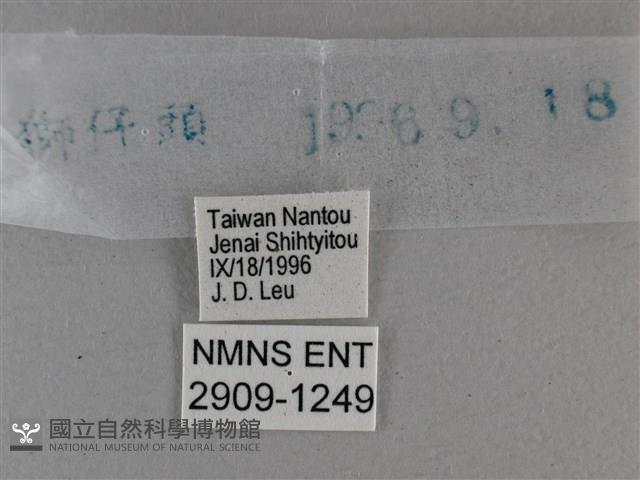 獅仔頭 1996 9. 18
Taiwan Nantou
Jenai Shihtyitou
IX/18/1996
J. D. Leu
NMNS ENT
2909-1249
國立自然科學博物館
NATIONAL MUSEUM OF NATURAL SCIENCE